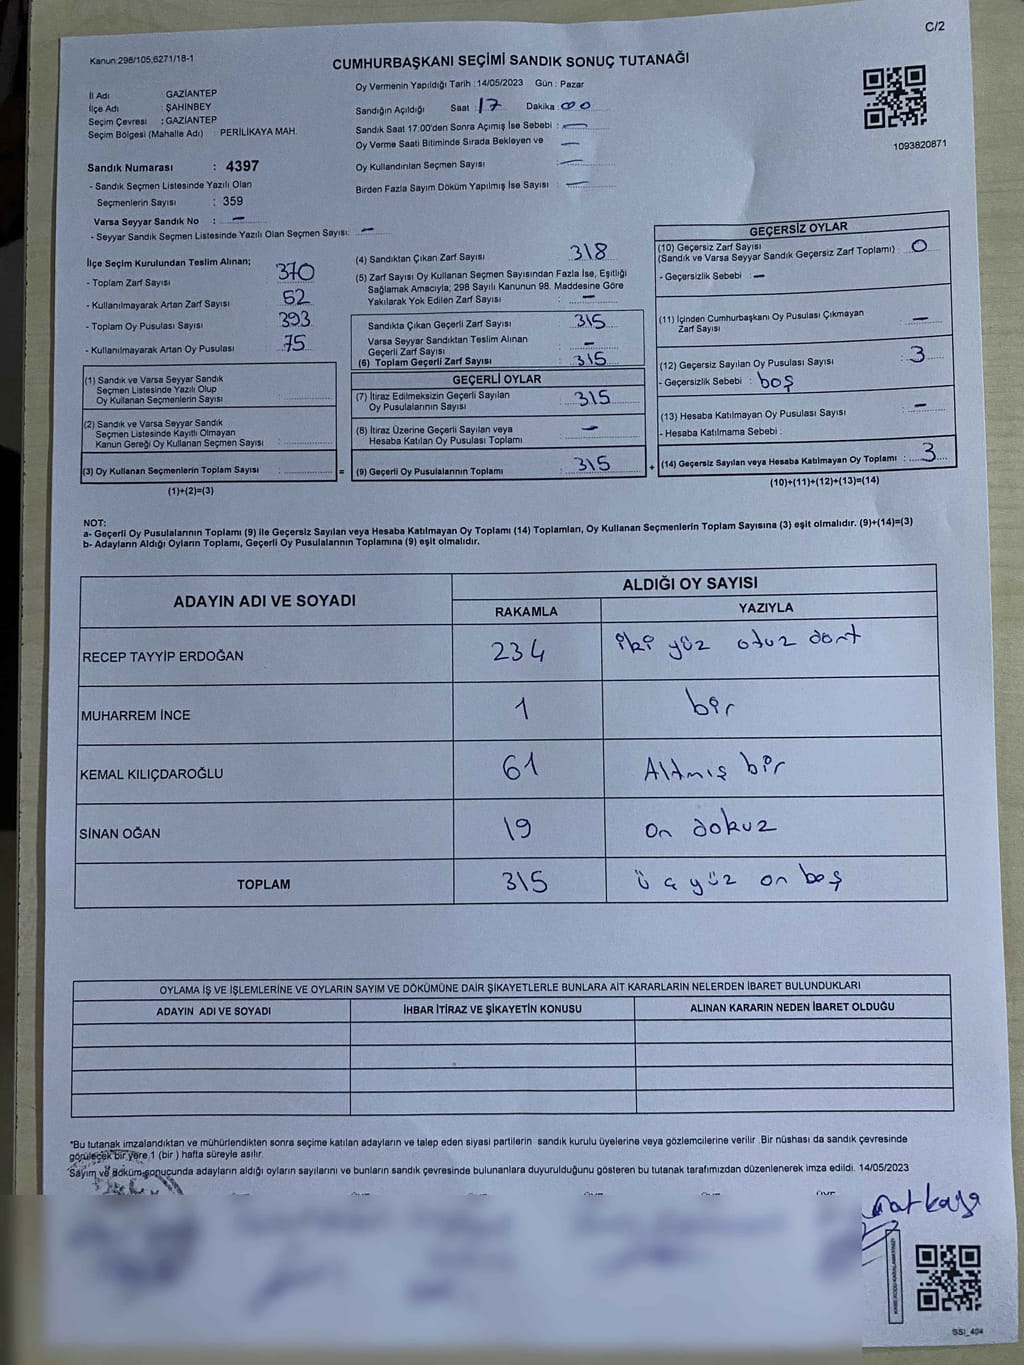 C/2
Kanun:298/105,6271/18-1
CUMHURBAŞKANI SEÇİMİ SANDIK SONUÇ TUTANAĞI
İl Adı : GAZİANTEP
İlçe Adı : ŞAHİNBEY
Seçim Çevresi : GAZİANTEP
Seçim Bölgesi (Mahalle Adı) : PERİLİKAYA MAH.
Oy Vermenin Yapıldığı Tarih : 14/05/2023 Gün : Pazar
Sandığın Açıldığı Saat : 17 Dakika : 00
Sandık Saat 17:00'den Sonra Açımış İse Sebebi : —
Oy Verme Saati Bitiminde Sırada Bekleyen ve
Oy Kullandırılan Seçmen Sayısı : —
Birden Fazla Sayım Döküm Yapılmış İse Sayısı : —
1093820871
Sandık Numarası : 4397
- Sandık Seçmen Listesinde Yazılı Olan
Seçmenlerin Sayısı : 359
Varsa Seyyar Sandık No : —
- Seyyar Sandık Seçmen Listesinde Yazılı Olan Seçmen Sayısı: —
İlçe Seçim Kurulundan Teslim Alınan;
- Toplam Zarf Sayısı : 370
- Kullanılmayarak Artan Zarf Sayısı : 52
- Toplam Oy Pusulası Sayısı : 393
- Kullanılmayarak Artan Oy Pusulası : 75
(1) Sandık ve Varsa Seyyar Sandık
Seçmen Listesinde Yazılı Olup
Oy Kullanan Seçmenlerin Sayısı :
(2) Sandık ve Varsa Seyyar Sandık
Seçmen Listesinde Kayıtlı Olmayan
Kanun Gereği Oy Kullanan Seçmen Sayısı :
(3) Oy Kullanan Seçmenlerin Toplam Sayısı :
(1)+(2)=(3)
(4) Sandıktan Çıkan Zarf Sayısı : 318
(5) Zarf Sayısı Oy Kullanan Seçmen Sayısından Fazla İse, Eşitliği
Sağlamak Amacıyla; 298 Sayılı Kanunun 98. Maddesine Göre
Yakılarak Yok Edilen Zarf Sayısı : —
Sandıkta Çıkan Geçerli Zarf Sayısı : 315
Varsa Seyyar Sandıktan Teslim Alınan
Geçerli Zarf Sayısı : —
(6) Toplam Geçerli Zarf Sayısı : 315
GEÇERLİ OYLAR
(7) İtiraz Edilmeksizin Geçerli Sayılan
Oy Pusulalarının Sayısı : 315
(8) İtiraz Üzerine Geçerli Sayılan veya
Hesaba Katılan Oy Pusulası Toplamı : —
= (9) Geçerli Oy Pusulalarının Toplamı : 315 +
GEÇERSİZ OYLAR
(10) Geçersiz Zarf Sayısı
(Sandık ve Varsa Seyyar Sandık Geçersiz Zarf Toplamı) : 0
- Geçersizlik Sebebi : —
(11) İçinden Cumhurbaşkanı Oy Pusulası Çıkmayan
Zarf Sayısı : —
(12) Geçersiz Sayılan Oy Pusulası Sayısı : 3
- Geçersizlik Sebebi : boş
(13) Hesaba Katılmayan Oy Pusulası Sayısı : —
- Hesaba Katılmama Sebebi :
(14) Geçersiz Sayılan veya Hesaba Katılmayan Oy Toplamı : 3
(10)+(11)+(12)+(13)=(14)
NOT:
a- Geçerli Oy Pusulalarının Toplamı (9) ile Geçersiz Sayılan veya Hesaba Katılmayan Oy Toplamı (14) Toplamları, Oy Kullanan Seçmenlerin Toplam Sayısına (3) eşit olmalıdır. (9)+(14)=(3)
b- Adayların Aldığı Oyların Toplamı, Geçerli Oy Pusulalarının Toplamına (9) eşit olmalıdır.
ADAYIN ADI VE SOYADI ALDIĞI OY SAYISI
RAKAMLA YAZIYLA
RECEP TAYYİP ERDOĞAN 234 iki yüz otuz dört
MUHARREM İNCE 1 bir
KEMAL KILIÇDAROĞLU 61 Altmış bir
SİNAN OĞAN 19 on dokuz
TOPLAM 315 üç yüz on beş
OYLAMA İŞ VE İŞLEMLERİNE VE OYLARIN SAYIM VE DÖKÜMÜNE DAİR ŞİKAYETLERLE BUNLARA AİT KARARLARIN NELERDEN İBARET BULUNDUKLARI
ADAYIN ADI VE SOYADI İHBAR İTİRAZ VE ŞİKAYETİN KONUSU ALINAN KARARIN NEDEN İBARET OLDUĞU
*Bu tutanak imzalandıktan ve mühürlendikten sonra seçime katılan adayların ve talep eden siyasi partilerin sandık kurulu üyelerine veya gözlemcilerine verilir .Bir nüshası da sandık çevresinde
görülecek bir yere 1 (bir ) hafta süreyle asılır.
Sayım ve döküm sonucunda adayların aldığı oyların sayılarını ve bunların sandık çevresinde bulunanlara duyurulduğunu gösteren bu tutanak tarafımızdan düzenlenerek imza edildi. 14/05/2023
SSI_404